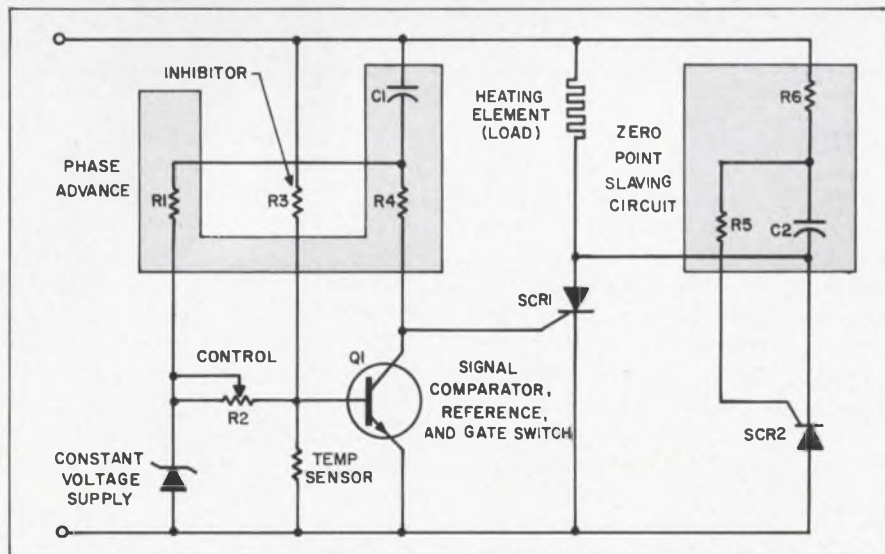 INHIBITOR
C1
HEATING
ELEMENT
(LOAD)
R6
ZERO
POINT
SLAVING
CIRCUIT
PHASE
ADVANCE
R1
R3
R4
R5
C2
SCR1
CONTROL
Q1
SIGNAL
COMPARATOR,
REFERENCE,
AND GATE SWITCH
R2
SCR2
CONSTANT
VOLTAGE
SUPPLY
TEMP
SENSOR